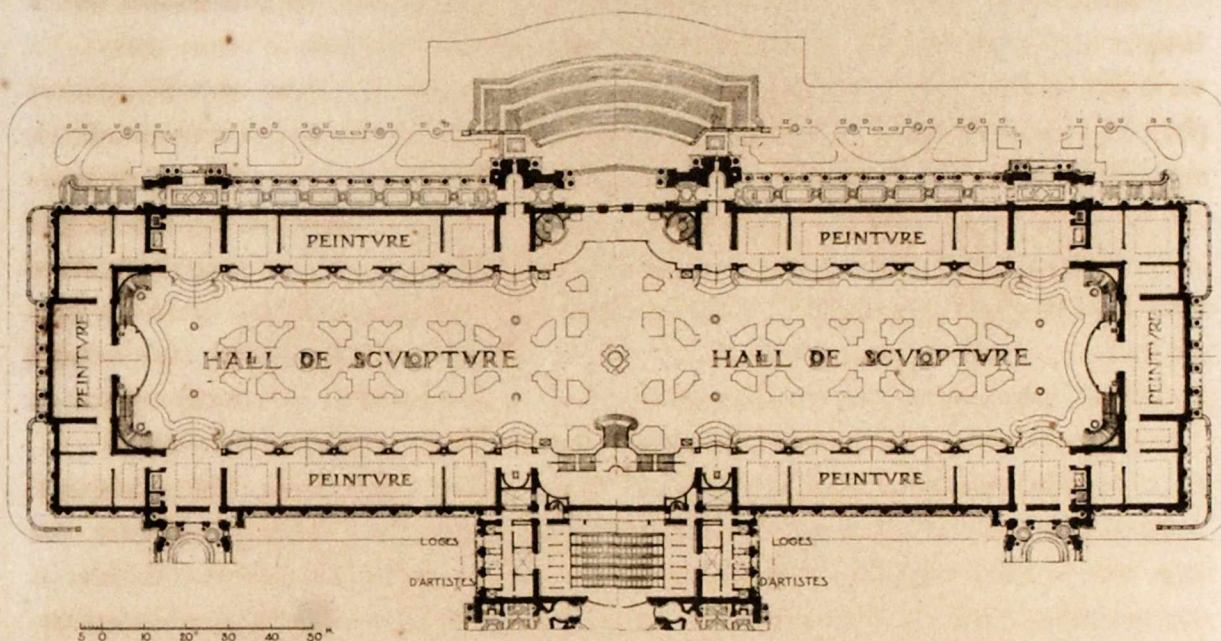 PEINTVRE
PEINTVRE
PEINTVRE
HALL DE SCVLPTVRE
HALL DE SCVLPTVRE
PEINTVRE
PEINTVRE
PEINTVRE
LOGES
D'ARTISTES
LOGES
D'ARTISTES
5 0 10 20 30 40 50 M.